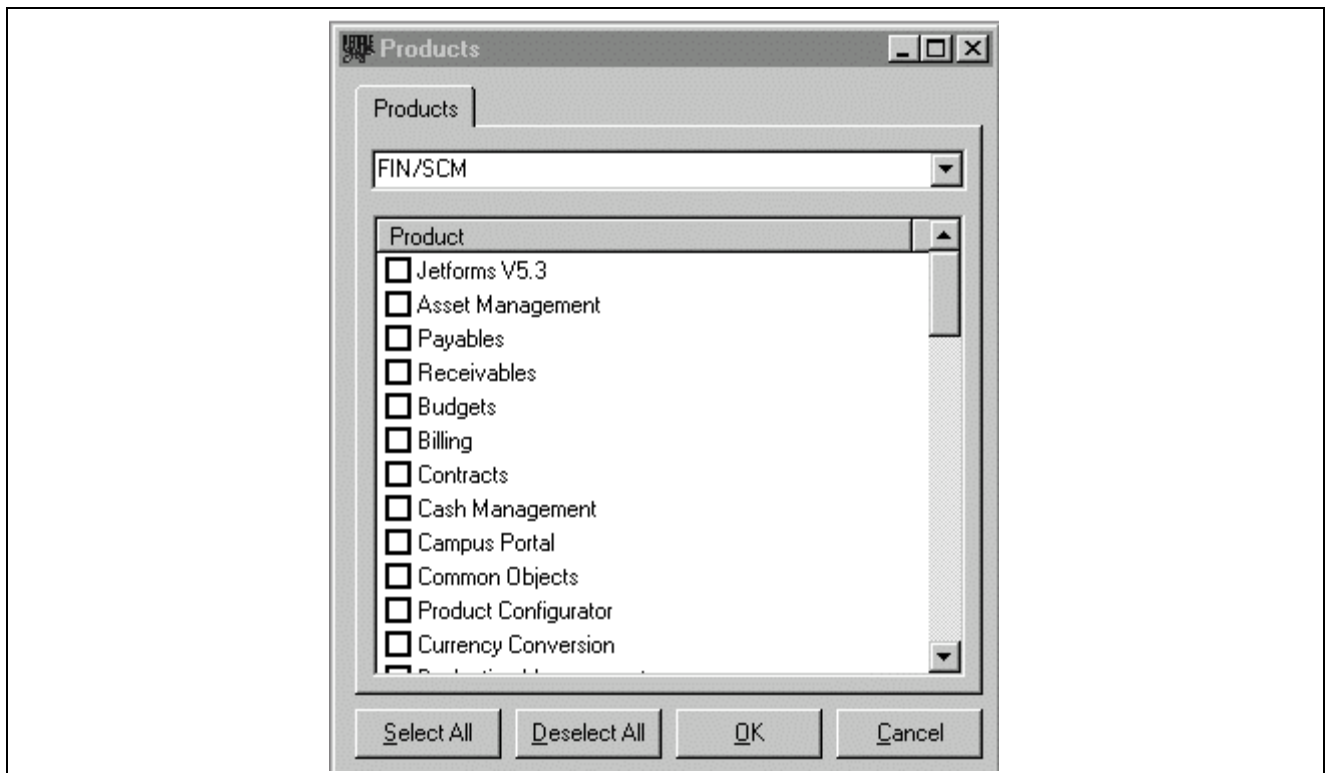 Products
Products
FIN/SCM
Product
Jetforms V5.3
Asset Management
Payables
Receivables
Budgets
Billing
Contracts
Cash Management
Campus Portal
Common Objects
Product Configurator
Currency Conversion
Select All Deselect All OK Cancel